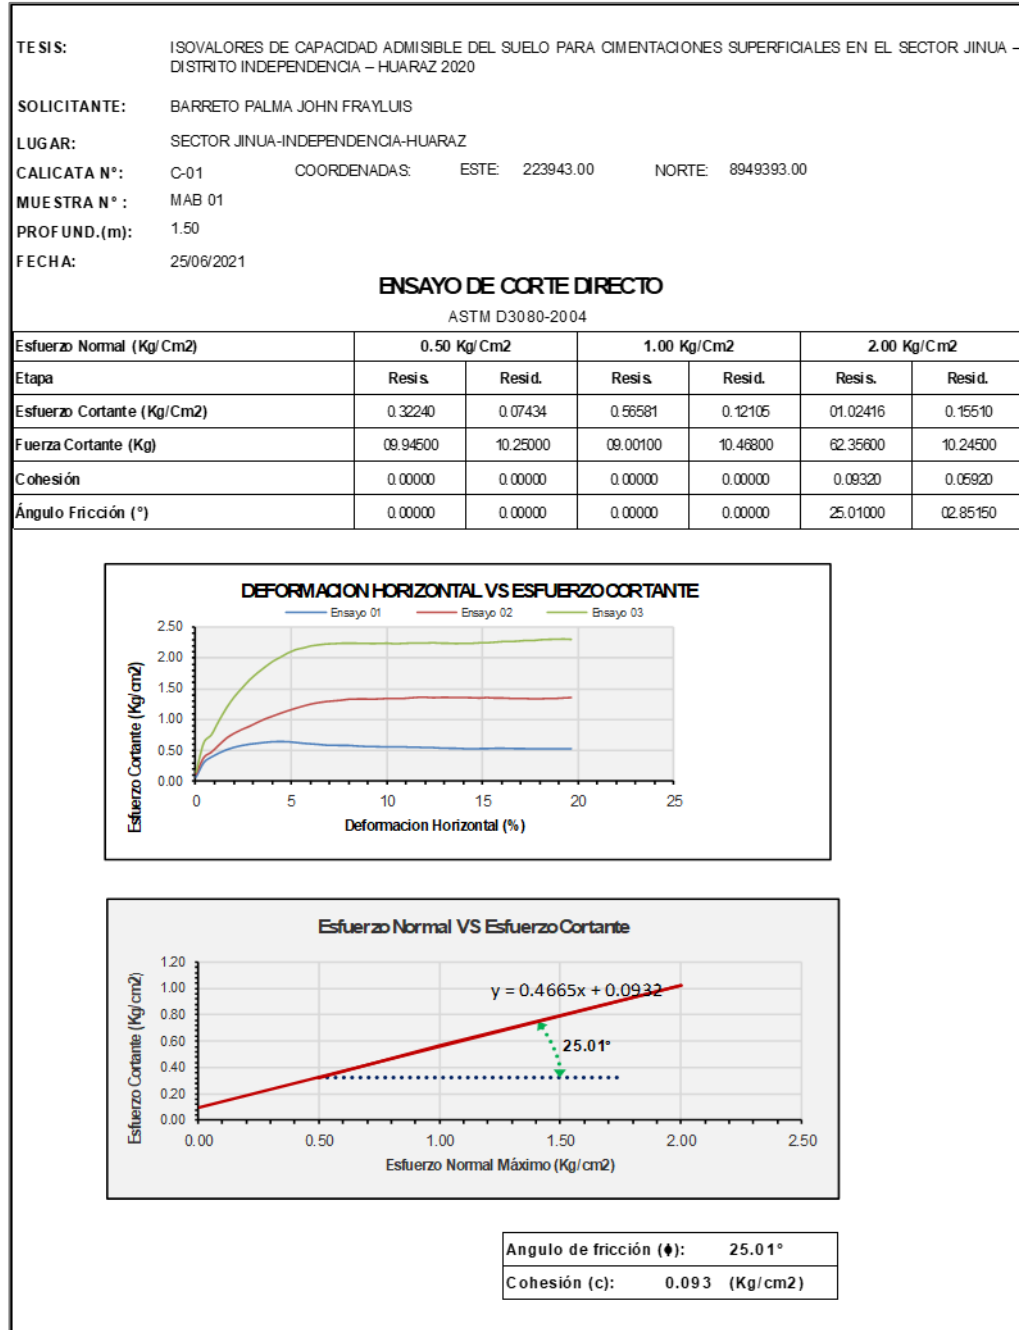 TESIS: ISOVALORES DE CAPACIDAD ADMISIBLE DEL SUELO PARA CIMENTACIONES SUPERFICIALES EN EL SECTOR JINUA –
DISTRITO INDEPENDENCIA – HUARAZ 2020
SOLICITANTE: BARRETO PALMA JOHN FRAYLUIS
LUGAR: SECTOR JINUA-INDEPENDENCIA-HUARAZ
CALICATA N°: C-01 COORDENADAS: ESTE: 223943.00 NORTE: 8949393.00
MUESTRA N° : MAB 01
PROFUND.(m): 1.50
FECHA: 25/06/2021
ENSAYO DE CORTE DIRECTO
ASTM D3080-2004
Esfuerzo Normal (Kg/Cm2) 0.50 Kg/Cm2 1.00 Kg/Cm2 2.00 Kg/Cm2
Etapa Resis. Resid. Resis. Resid. Resis. Resid.
Esfuerzo Cortante (Kg/Cm2) 0.32240 0.07434 0.56581 0.12105 01.02416 0.15510
Fuerza Cortante (Kg) 09.94500 10.25000 09.00100 10.46800 62.35600 10.24500
Cohesión 0.00000 0.00000 0.00000 0.00000 0.09320 0.05920
Ángulo Fricción (°) 0.00000 0.00000 0.00000 0.00000 25.01000 02.85150
DEFORMACION HORIZONTAL VS ESFUERZO CORTANTE
Ensayo 01 Ensayo 02 Ensayo 03
Esfuerzo Cortante (Kg/cm2)
2.50
2.00
1.50
1.00
0.50
0.00
0 5 10 15 20 25
Deformacion Horizontal (%)
Esfuerzo Normal VS Esfuerzo Cortante
Esfuerzo Cortante (Kg/cm2)
1.20
1.00
0.80
0.60
0.40
0.20
0.00
y = 0.4665x + 0.0932
25.01°
0.00 0.50 1.00 1.50 2.00 2.50
Esfuerzo Normal Máximo (Kg/cm2)
Angulo de fricción (ϕ): 25.01°
Cohesión (c): 0.093 (Kg/cm2)